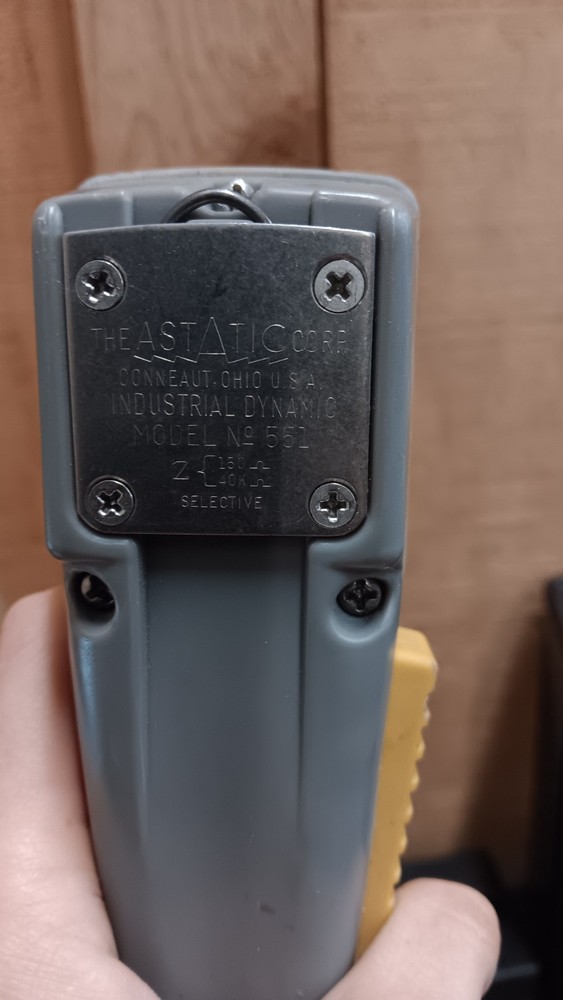 THE ASTATIC CORP.
CONNEAUT, OHIO U.S.A.
INDUSTRIAL DYNAMIC
MODEL Nº 551
Z { 150 Ω
40K Ω
SELECTIVE